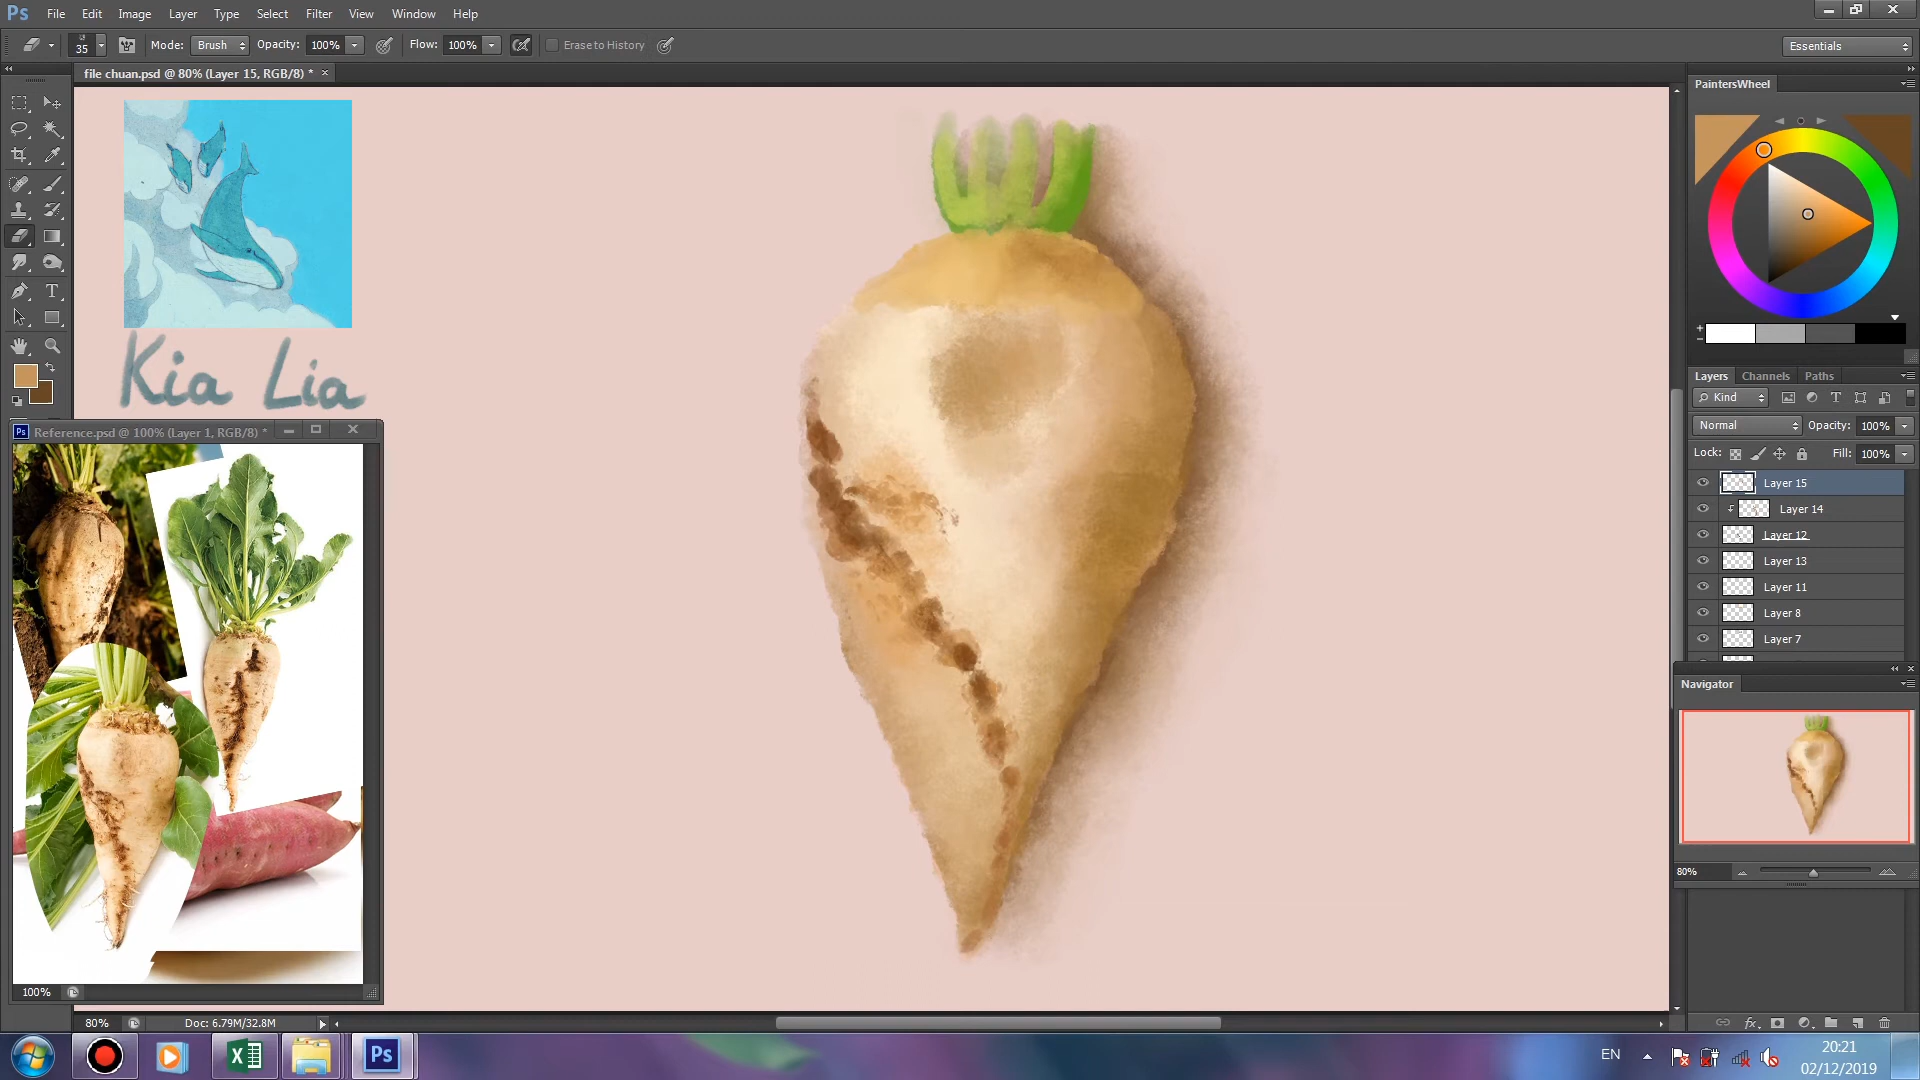 Ps File Edit Image Layer Type Select Filter View Window Help
35 Mode: Brush Opacity: 100% Flow: 100% Erase to History Essentials
file chuan.psd @ 80% (Layer 15, RGB/8) * ×
PaintersWheel
Kia Lia
Ps Reference.psd @ 100% (Layer 1, RGB/8) *
100%
Layers Channels Paths
Kind
Normal Opacity: 100%
Lock: Fill: 100%
Layer 15
Layer 14
Layer 12
Layer 13
Layer 11
Layer 8
Layer 7
Navigator
80%
80% Doc: 6.79M/32.8M
Ps EN 20:21
02/12/2019